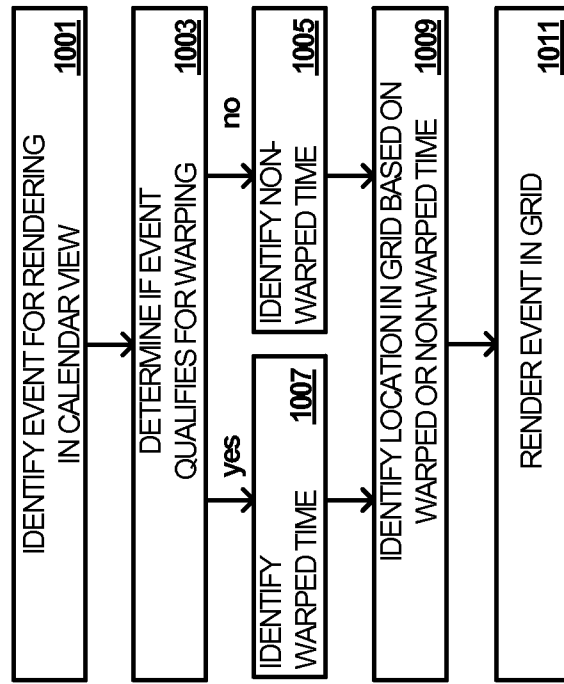 IDENTIFY EVENT FOR RENDERING
IN CALENDAR VIEW
1001
DETERMINE IF EVENT
QUALIFIES FOR WARPING
1003
yes
no
IDENTIFY
WARPED TIME
1007
IDENTIFY NON-
WARPED TIME
1005
IDENTIFY LOCATION IN GRID BASED ON
WARPED OR NON-WARPED TIME
1009
RENDER EVENT IN GRID
1011